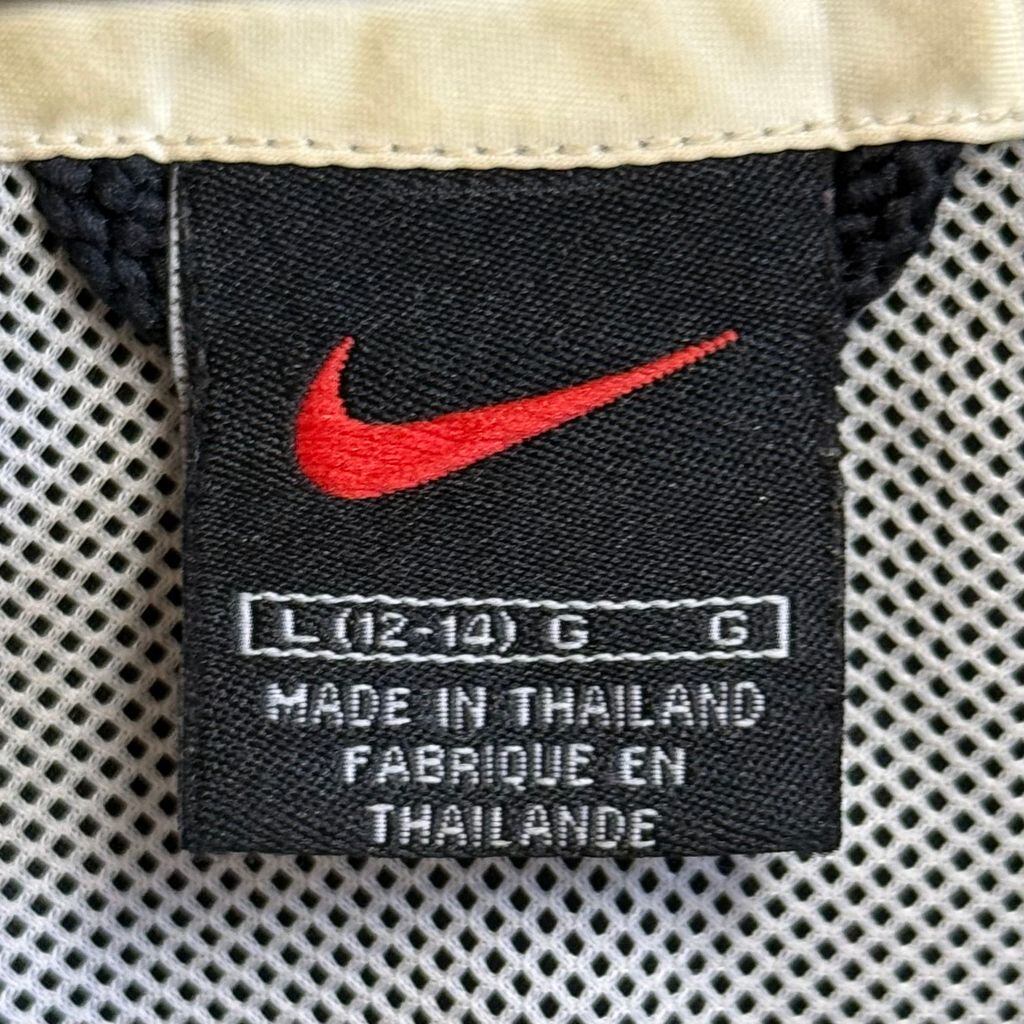 L (12-14) G G
MADE IN THAILAND
FABRIQUE EN
THAILANDE